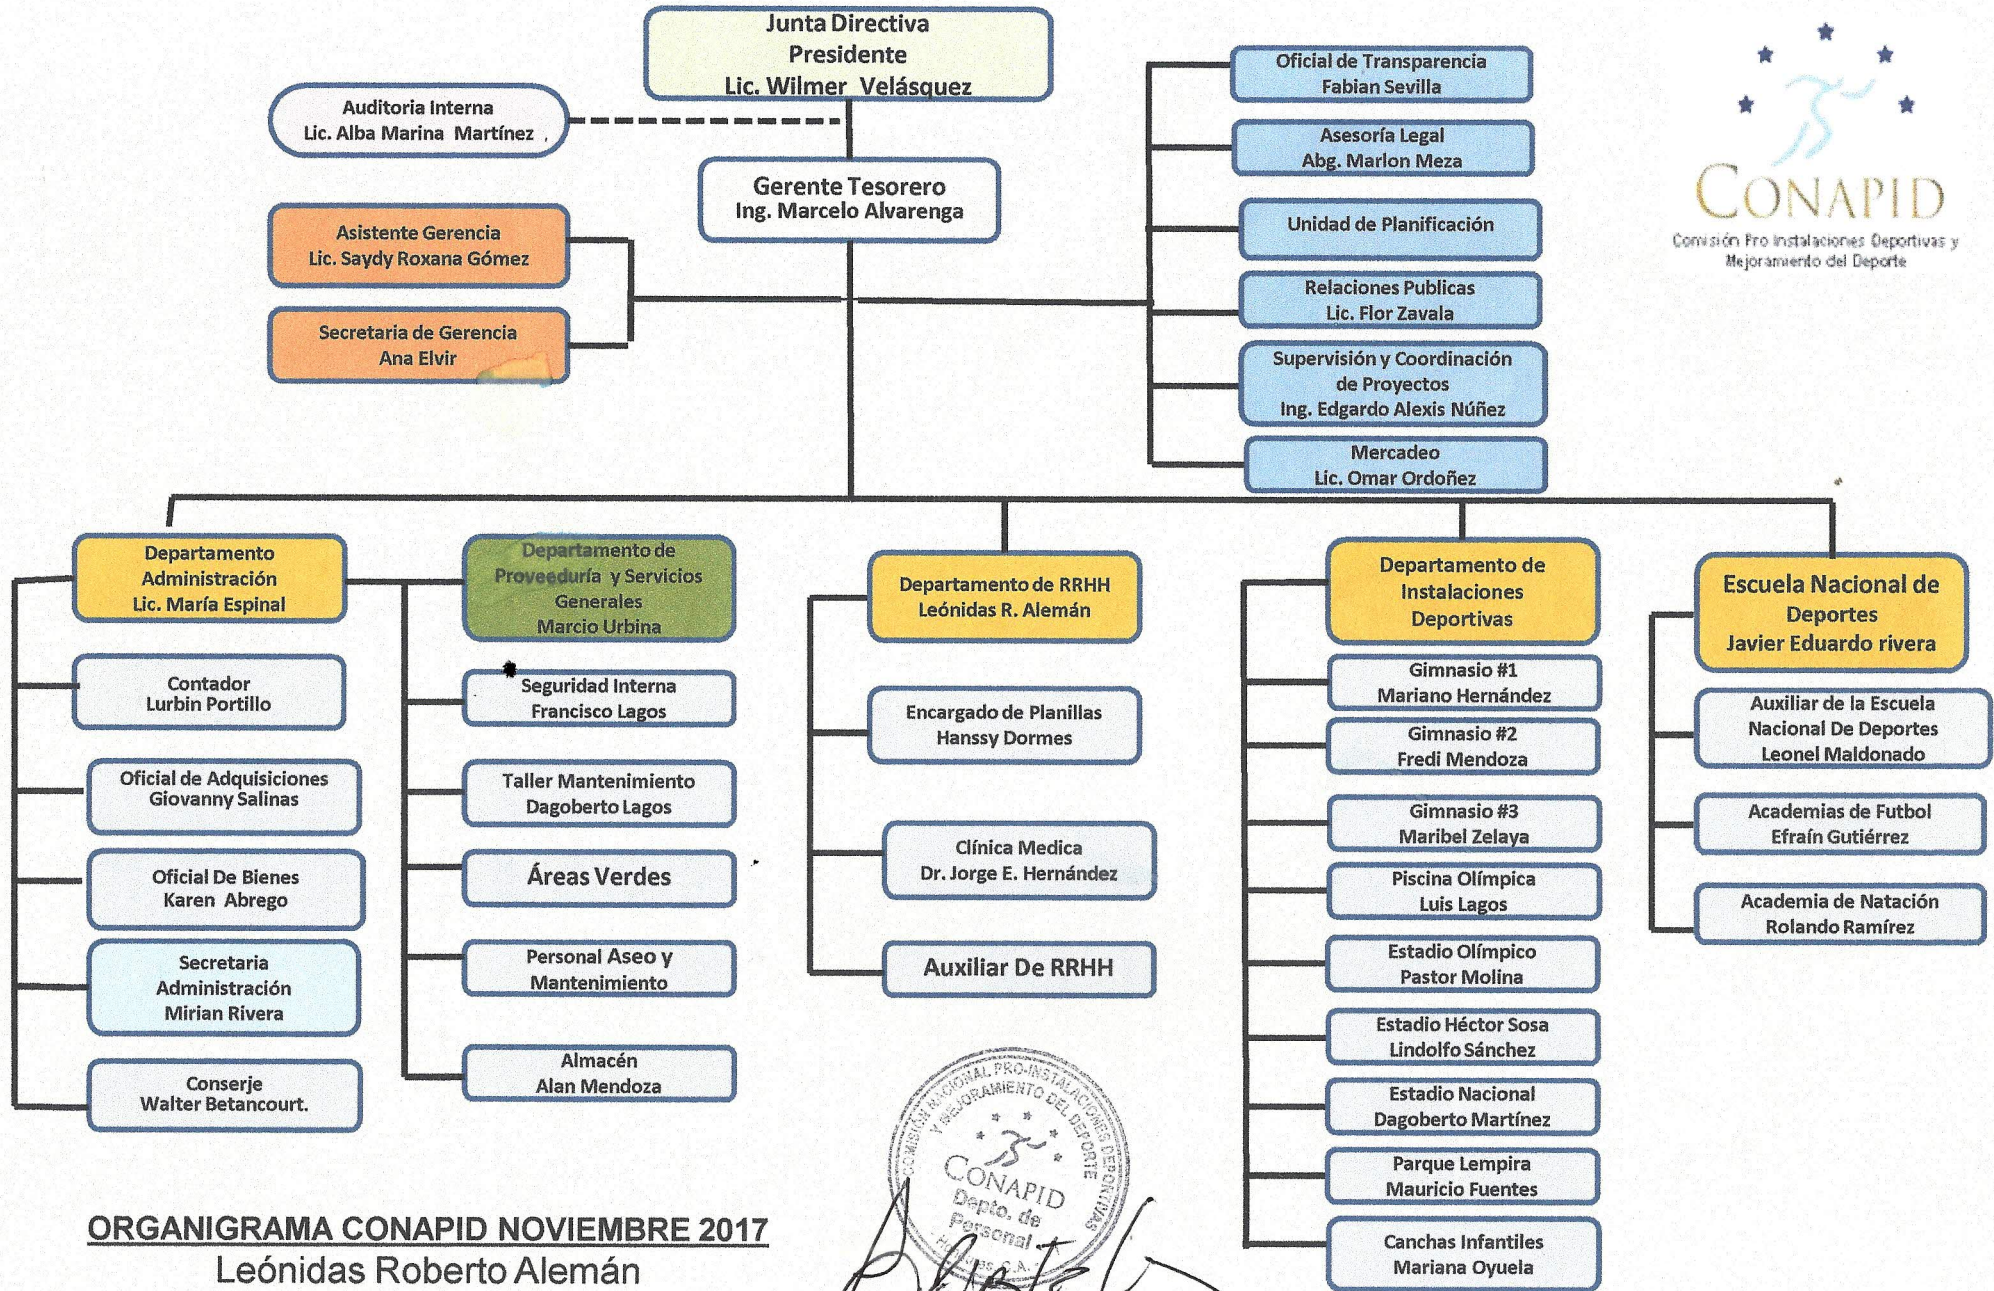 Junta Directiva
Presidente
Lic. Wilmer Velásquez
Auditoria Interna
Lic. Alba Marina Martínez
Gerente Tesorero
Ing. Marcelo Alvarenga
Asistente Gerencia
Lic. Saydy Roxana Gómez
Secretaria de Gerencia
Ana Elvir
Oficial de Transparencia
Fabian Sevilla
Asesoría Legal
Abg. Marlon Meza
Unidad de Planificación
Relaciones Publicas
Lic. Flor Zavala
Supervisión y Coordinación
de Proyectos
Ing. Edgardo Alexis Núñez
Mercadeo
Lic. Omar Ordoñez
CONAPID
Comisión Pro Instalaciones Deportivas y
Mejoramiento del Deporte
Departamento
Administración
Lic. María Espinal
Contador
Lurbin Portillo
Oficial de Adquisiciones
Giovanny Salinas
Oficial De Bienes
Karen Abrego
Secretaria
Administración
Mirian Rivera
Conserje
Walter Betancourt.
Departamento de
Proveeduría y Servicios
Generales
Marcio Urbina
Seguridad Interna
Francisco Lagos
Taller Mantenimiento
Dagoberto Lagos
Áreas Verdes
Personal Aseo y
Mantenimiento
Almacén
Alan Mendoza
Departamento de RRHH
Leónidas R. Alemán
Encargado de Planillas
Hanssy Dormes
Clínica Medica
Dr. Jorge E. Hernández
Auxiliar De RRHH
Departamento de
Instalaciones
Deportivas
Gimnasio #1
Mariano Hernández
Gimnasio #2
Fredi Mendoza
Gimnasio #3
Maribel Zelaya
Piscina Olímpica
Luis Lagos
Estadio Olímpico
Pastor Molina
Estadio Héctor Sosa
Lindolfo Sánchez
Estadio Nacional
Dagoberto Martínez
Parque Lempira
Mauricio Fuentes
Canchas Infantiles
Mariana Oyuela
Escuela Nacional de
Deportes
Javier Eduardo rivera
Auxiliar de la Escuela
Nacional De Deportes
Leonel Maldonado
Academias de Futbol
Efraín Gutiérrez
Academia de Natación
Rolando Ramírez
COMISIÓN NACIONAL PRO-INSTALACIONES DEPORTIVAS
Y MEJORAMIENTO DEL DEPORTE
CONAPID
Depto. de
Personal
Honduras, C.A.
ORGANIGRAMA CONAPID NOVIEMBRE 2017
Leónidas Roberto Alemán